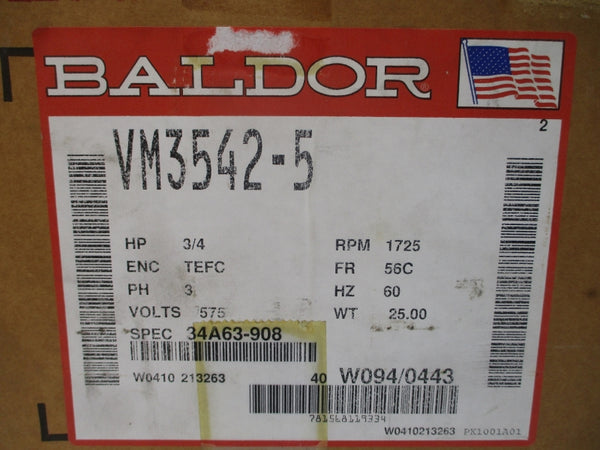 BALDOR
2
VM3542-5
HP 3/4 RPM 1725
ENC TEFC FR 56C
PH 3 HZ 60
VOLTS 575 WT 25.00
SPEC 34A63-908
W0410 213263 40 W094/0443
781568119334
W0410213263 PK1001A01